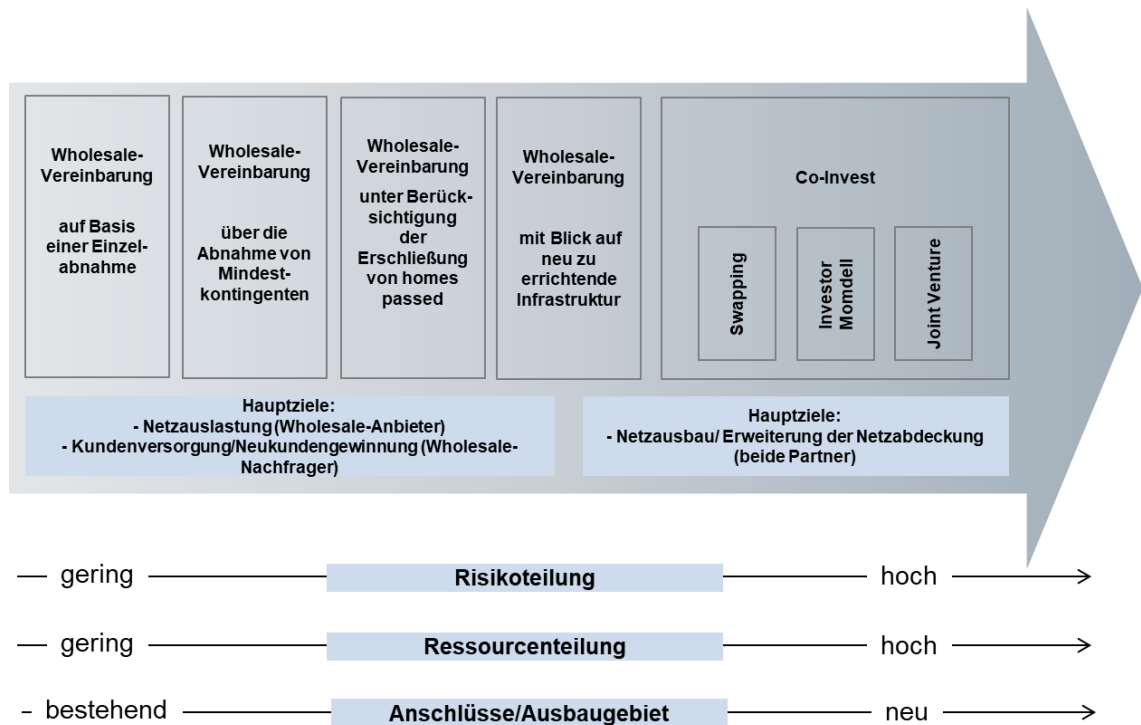 Wholesale-
Vereinbarung
auf Basis
einer Einzel-
abnahme
Wholesale-
Vereinbarung
über die
Abnahme von
Mindest-
kontingenten
Wholesale-
Vereinbarung
unter Berück-
sichtigung
der
Erschließung
von homes
passed
Wholesale-
Vereinbarung
mit Blick auf
neu zu
errichtende
Infrastruktur
Co-Invest
Swapping
Investor
Momdell
Joint Venture
Hauptziele:
- Netzauslastung (Wholesale-Anbieter)
- Kundenversorgung/Neukundengewinnung (Wholesale-
Nachfrager)
Hauptziele:
- Netzausbau/ Erweiterung der Netzabdeckung
(beide Partner)
gering Risikoteilung hoch
gering Ressourcenteilung hoch
bestehend Anschlüsse/Ausbaugebiet neu